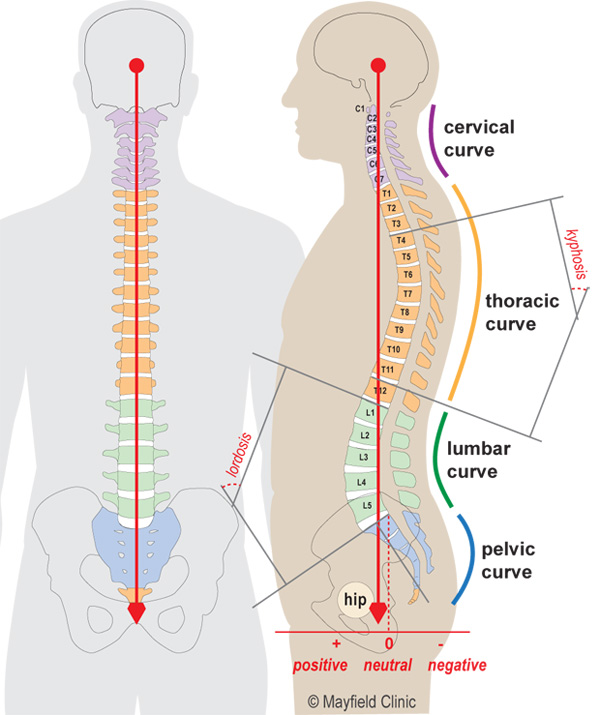 C1
C2
C3
C4
C5
C6
C7
cervical
curve
T1
T2
T3
T4
T5
T6
T7
T8
T9
T10
T11
T12
kyphosis
thoracic
curve
L1
L2
L3
L4
L5
lordosis
lumbar
curve
pelvic
curve
hip
+ 0 -
positive neutral negative
© Mayfield Clinic